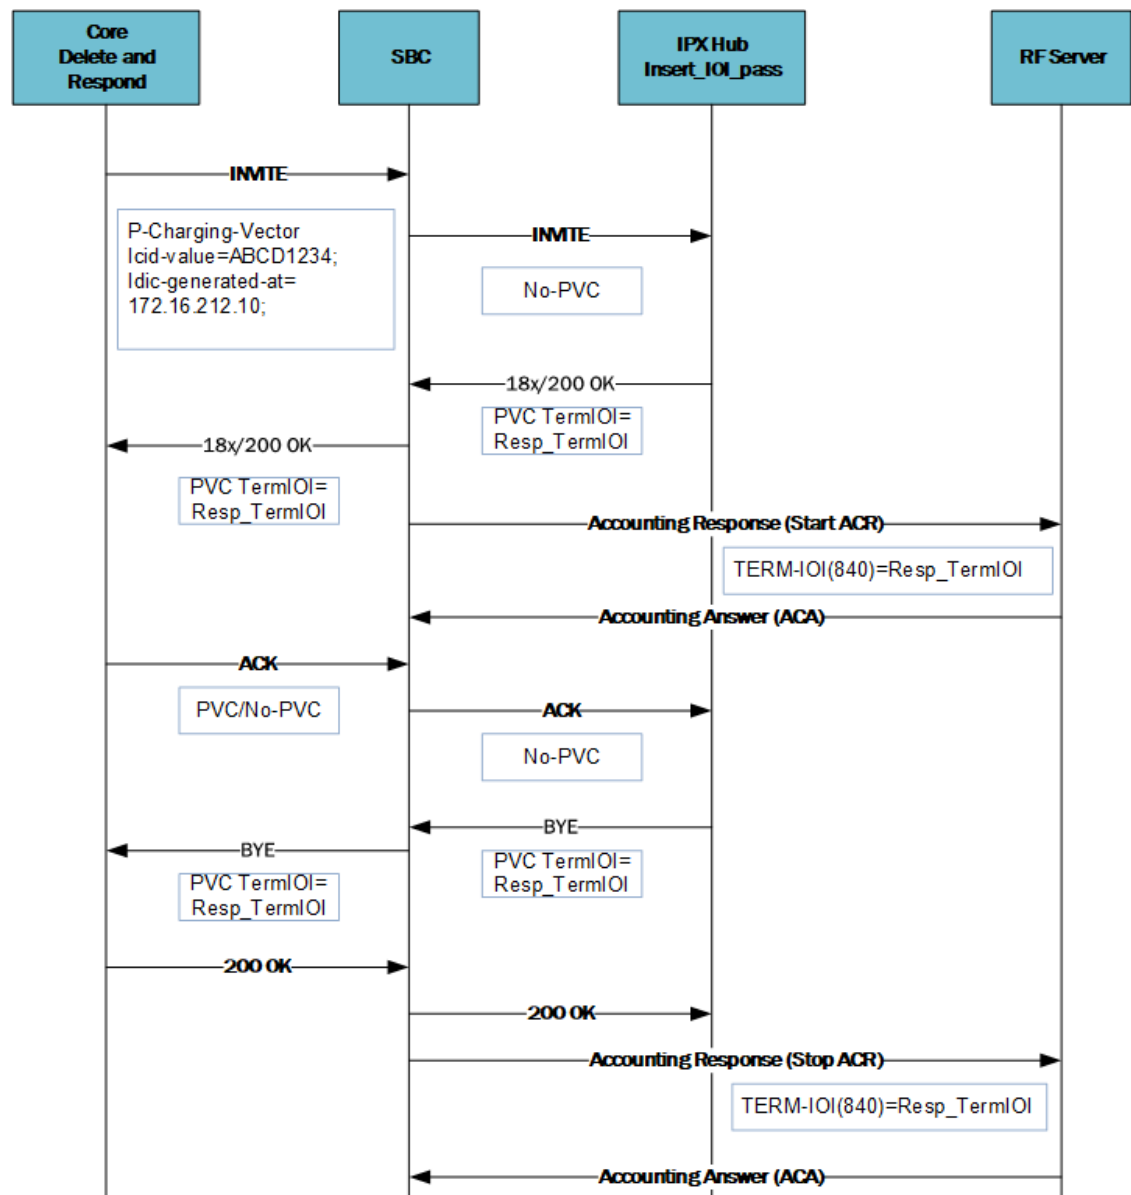 Core
Delete and
Respond
SBC
IPX Hub
Insert_IOI_pass
RF Server
INVITE
P-Charging-Vector
Icid-value=ABCD1234;
Idic-generated-at=
172.16.212.10;
INVITE
No-PVC
18x/200 OK
PVC TermIOI=
Resp_TermIOI
18x/200 OK
PVC TermIOI=
Resp_TermIOI
Accounting Response (Start ACR)
TERM-IOI(840)=Resp_TermIOI
Accounting Answer (ACA)
ACK
PVC/No-PVC
ACK
No-PVC
BYE
BYE
PVC TermIOI=
Resp_TermIOI
PVC TermIOI=
Resp_TermIOI
200 OK
200 OK
Accounting Response (Stop ACR)
TERM-IOI(840)=Resp_TermIOI
Accounting Answer (ACA)